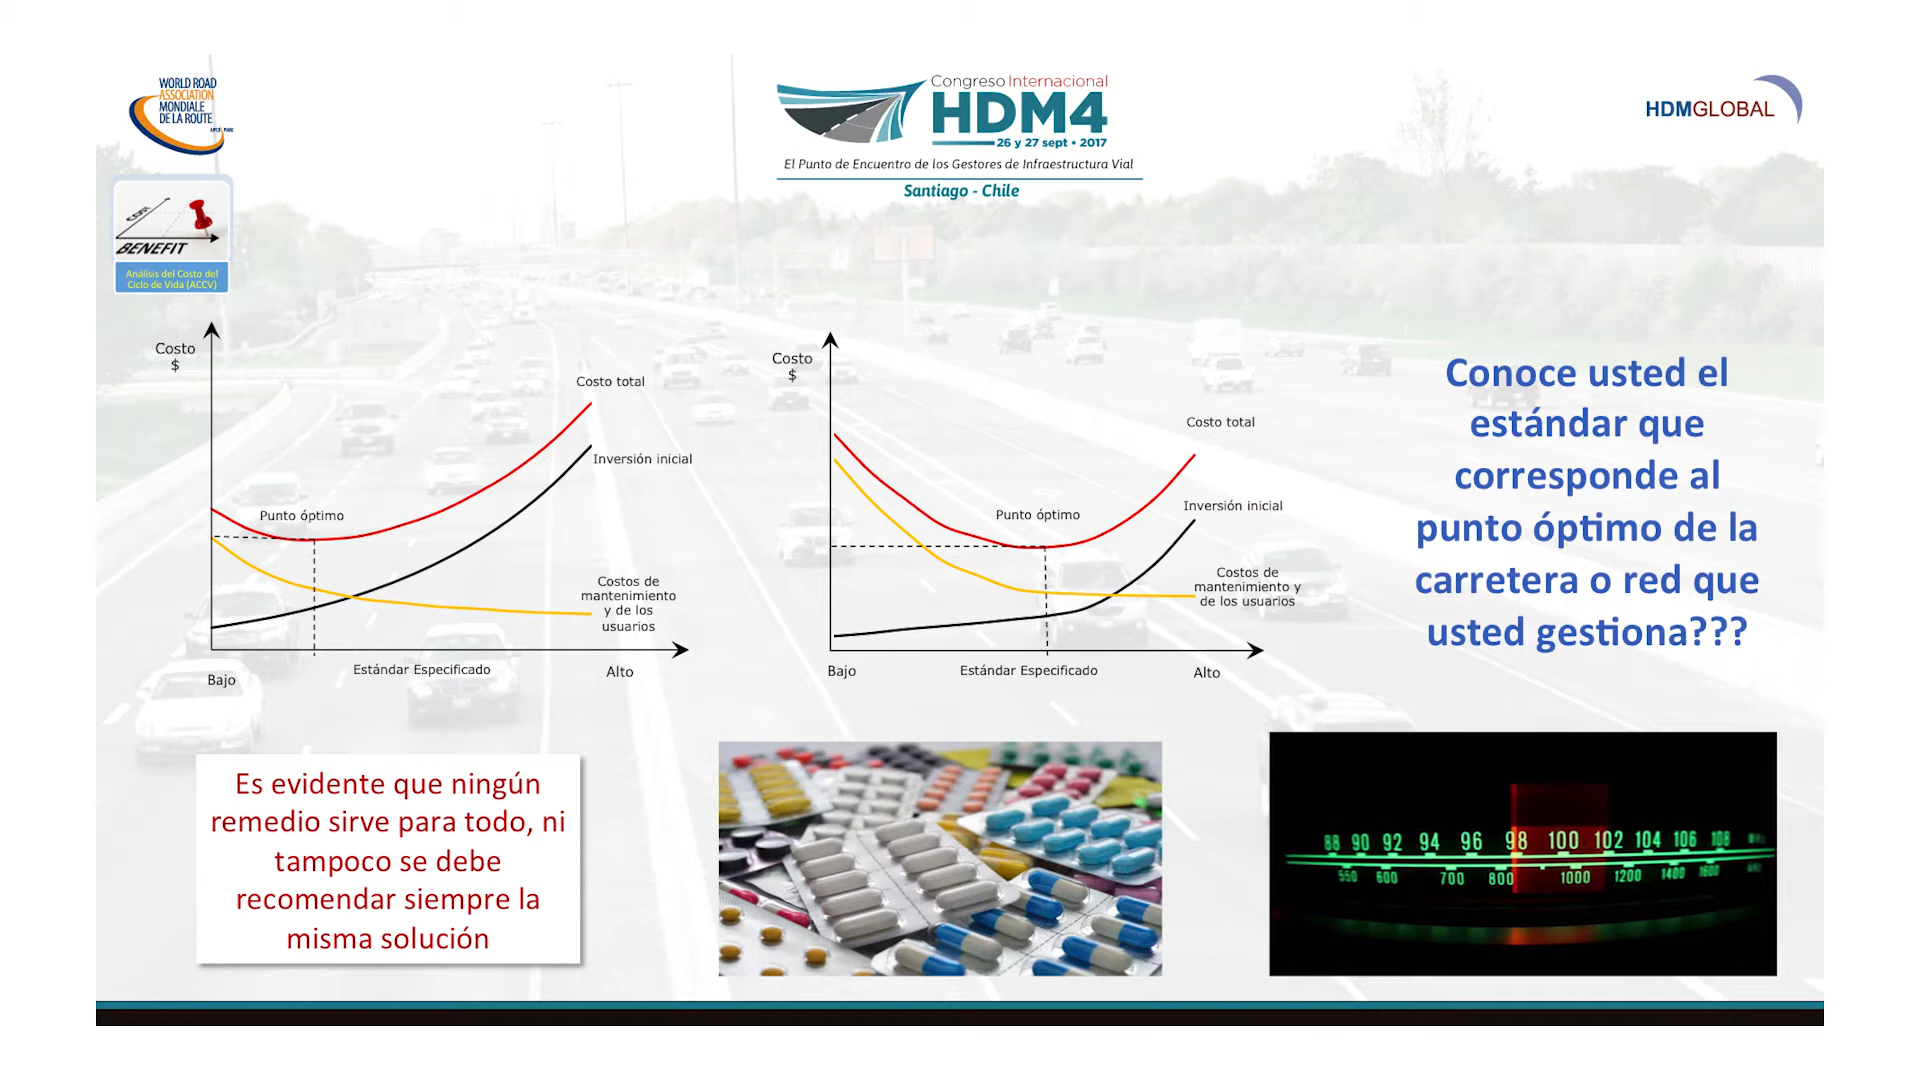 WORLD ROAD
ASSOCIATION
MONDIALE
DE LA ROUTE
Congreso Internacional
HDM4
26 y 27 sept • 2017
El Punto de Encuentro de los Gestores de Infraestructura Vial
Santiago - Chile
HDMGLOBAL
COST
BENEFIT
Análisis del Costo del
Ciclo de Vida (ACCV)
Costo
$
Costo total
Inversión inicial
Punto óptimo
Costos de
mantenimiento
y de los
usuarios
Bajo
Estándar Especificado
Alto
Costo
$
Costo total
Inversión inicial
Punto óptimo
Costos de
mantenimiento y
de los usuarios
Bajo
Estándar Especificado
Alto
Conoce usted el
estándar que
corresponde al
punto óptimo de la
carretera o red que
usted gestiona???
Es evidente que ningún
remedio sirve para todo, ni
tampoco se debe
recomendar siempre la
misma solución
88 90 92 94 96 98 100 102 104 106 108
550 600 700 800 1000 1200 1400 1600